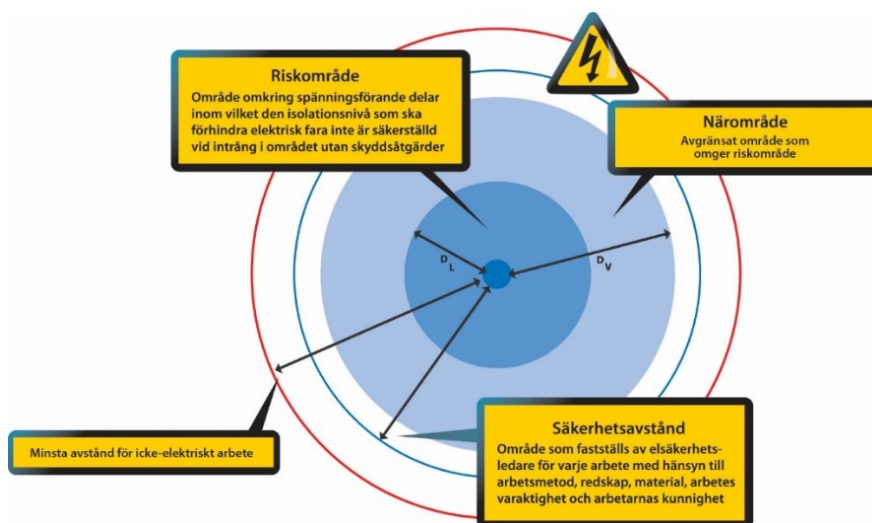 Riskområde
Område omkring spänningsförande delar
inom vilket den isolationsnivå som ska
förhindra elektrisk fara inte är säkerställd
vid intrång i området utan skyddsåtgärder
Närområde
Avgränsat område som
omger riskområde
D L
D V
Minsta avstånd för icke-elektriskt arbete
Säkerhetsavstånd
Område som fastställs av elsäkerhets-
ledare för varje arbete med hänsyn till
arbetsmetod, redskap, material, arbetes
varaktighet och arbetarnas kunnighet